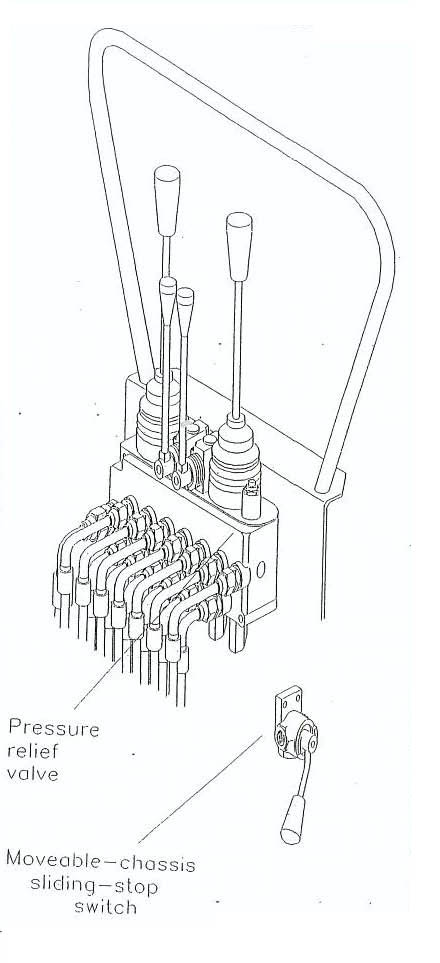 Pressure
relief
valve
Moveable-chassis
sliding-stop
switch